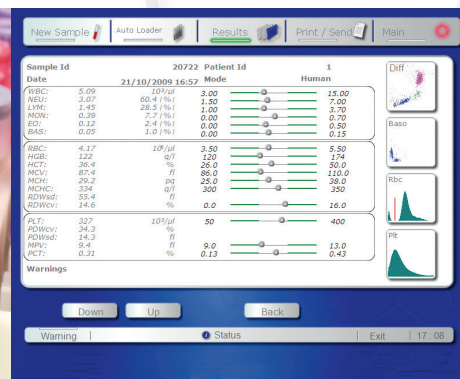 New Sample Auto Loader Results Print / Send Main
Sample Id 20722 Patient Id 1
Date 21/10/2009 16:57 Mode Human
WBC: 5.09 10³/µl 3.00 15.00
NEU: 3.07 60.4 (%) 1.50 7.00
LYM: 1.45 28.5 (%) 1.00 3.70
MON: 0.39 7.7 (%) 0.00 0.70
EO: 0.12 2.4 (%) 0.00 0.50
BAS: 0.05 1.0 (%) 0.00 0.15
RBC: 4.17 10⁶/µl 3.50 5.50
HGB: 122 g/l 120 174
HCT: 36.4 % 26.0 50.0
MCV: 87.4 fl 86.0 110.0
MCH: 29.2 pg 25.0 38.0
MCHC: 334 g/l 300 350
RDWsd: 55.4 fl
RDWcv: 14.6 % 0.0 16.0
PLT: 327 10³/µl 50 400
PDWcv: 34.3 %
PDWsd: 14.3 fl
MPV: 9.4 fl 9.0 13.0
PCT: 0.31 % 0.13 0.43
Warnings
Diff
Baso
Rbc
Plt
Down Up Back
Warning Status Exit 17:08